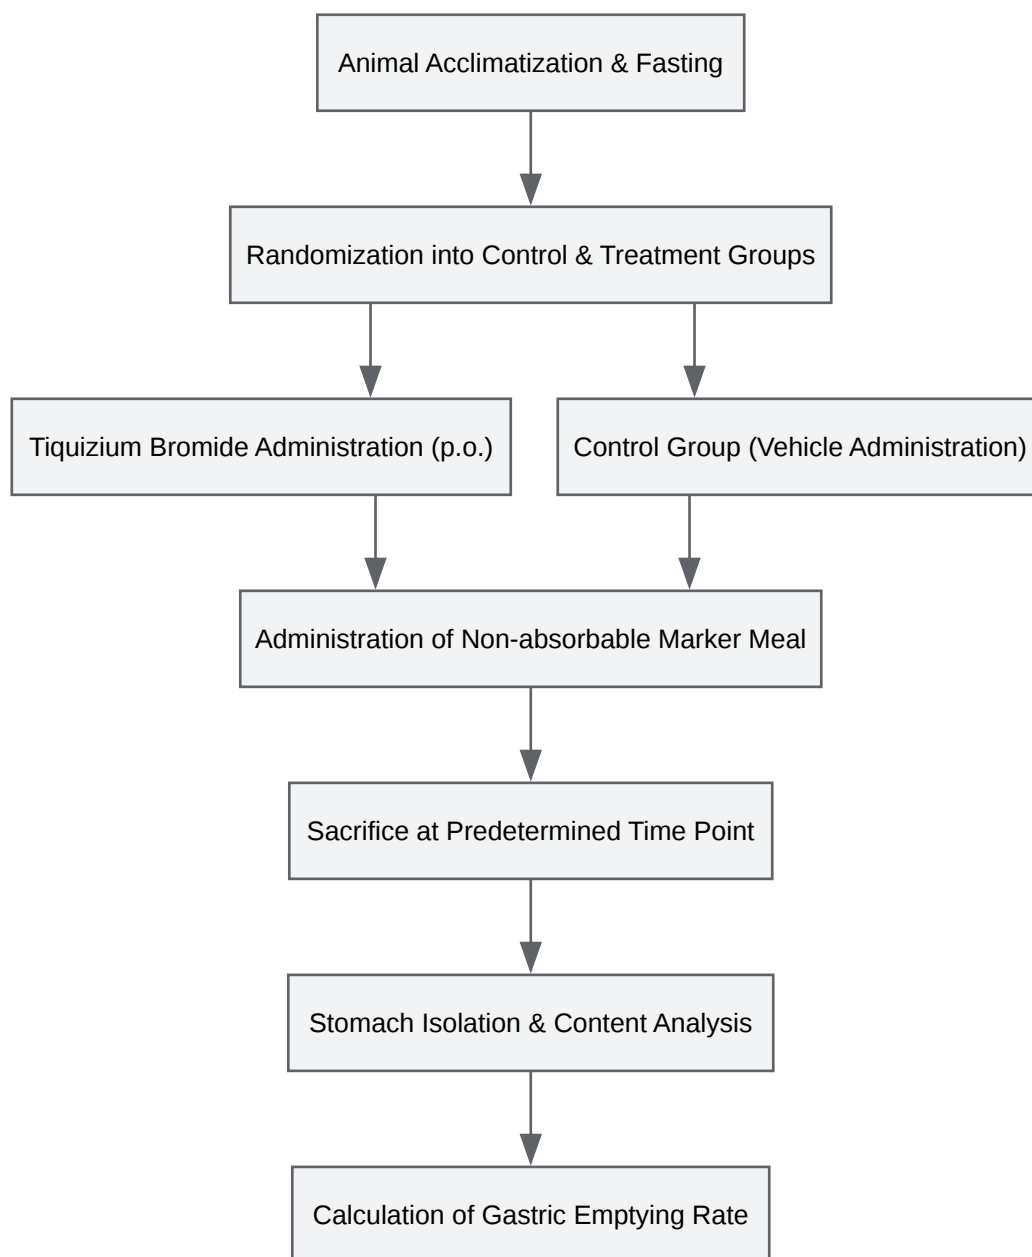 Animal Acclimatization & Fasting
Randomization into Control & Treatment Groups
Tiquizium Bromide Administration (p.o.)
Control Group (Vehicle Administration)
Administration of Non-absorbable Marker Meal
Sacrifice at Predetermined Time Point
Stomach Isolation & Content Analysis
Calculation of Gastric Emptying Rate